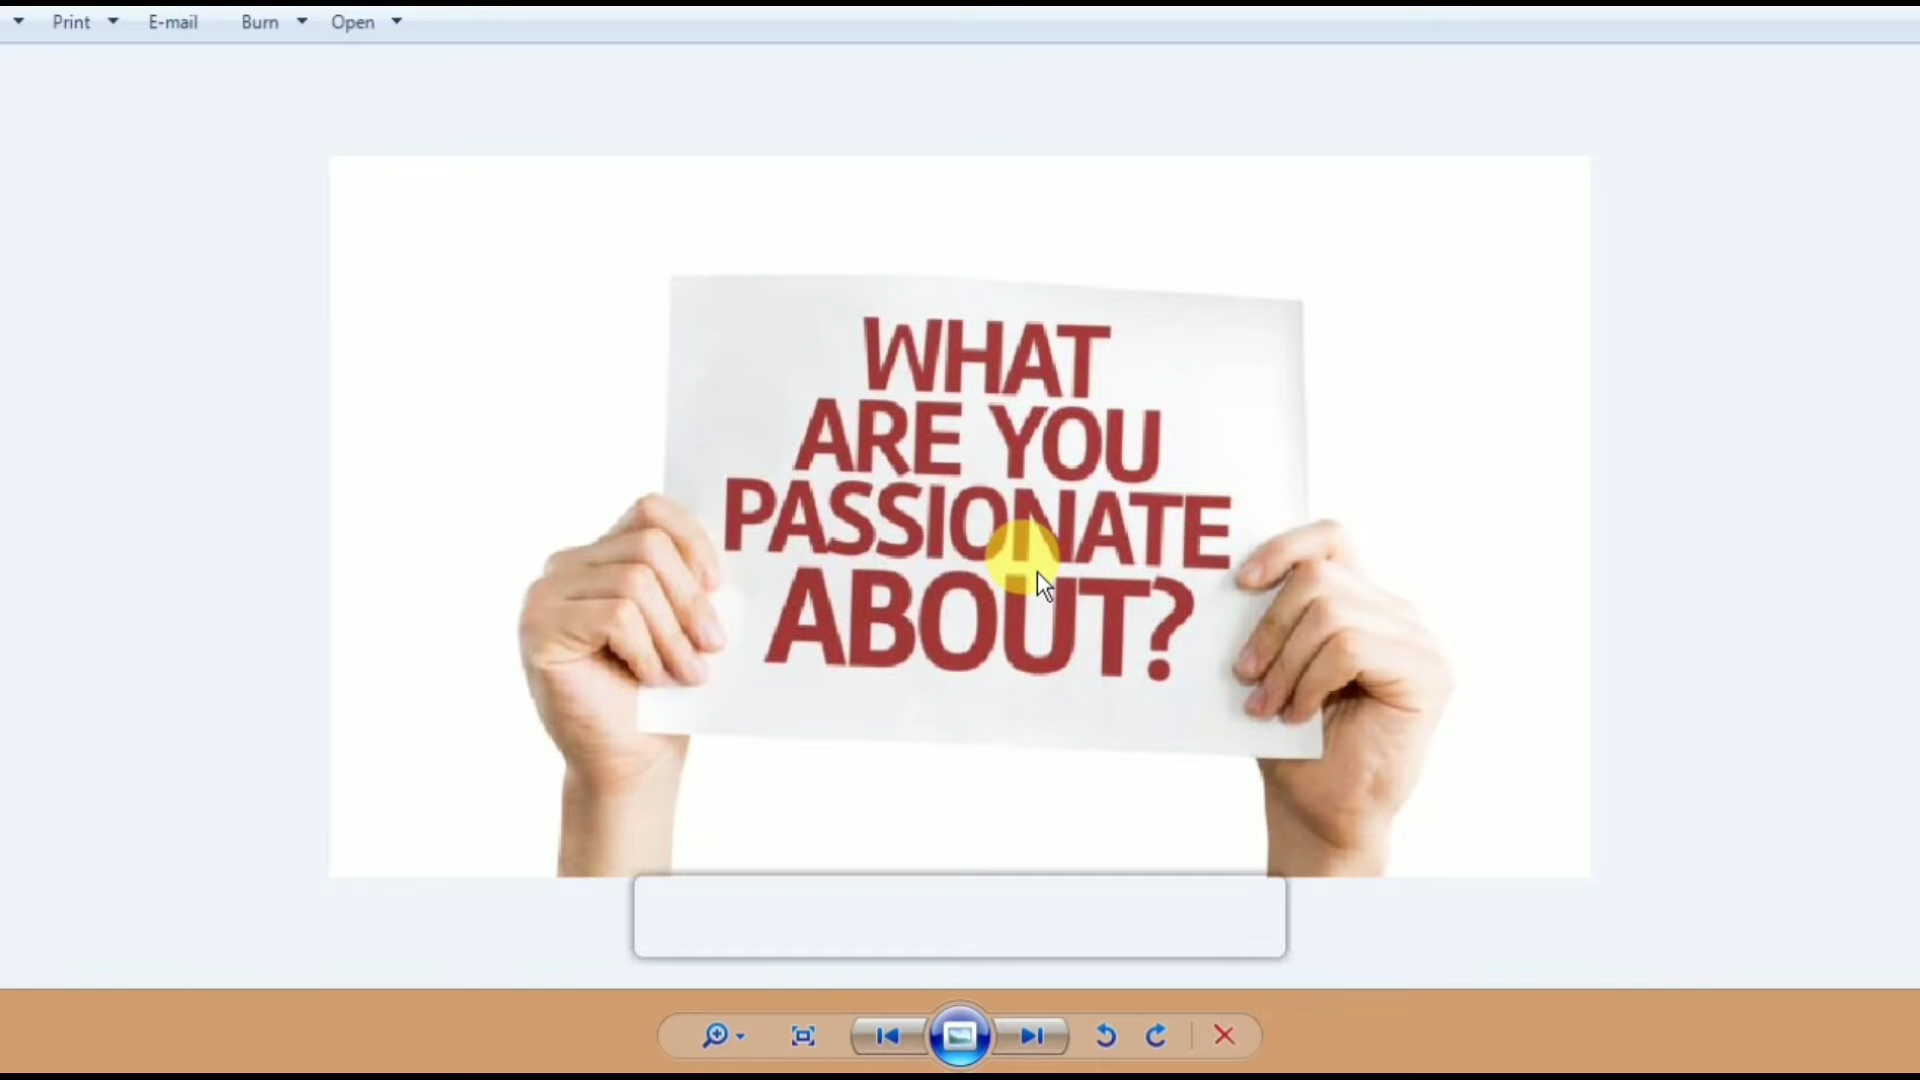 Print E-mail Burn Open
WHAT
ARE YOU
PASSIONATE
ABOUT?